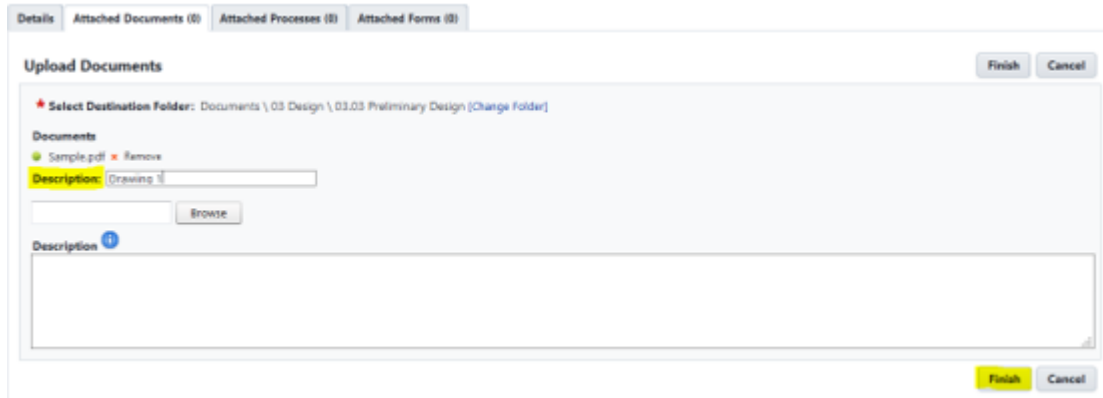 Details Attached Documents (0) Attached Processes (0) Attached Forms (0)
Upload Documents Finish Cancel
* Select Destination Folder: Documents \ 03 Design \ 03.03 Preliminary Design [Change Folder]
Documents
Sample.pdf x Remove
Description: Drawing 1
Browse
Description
Finish Cancel